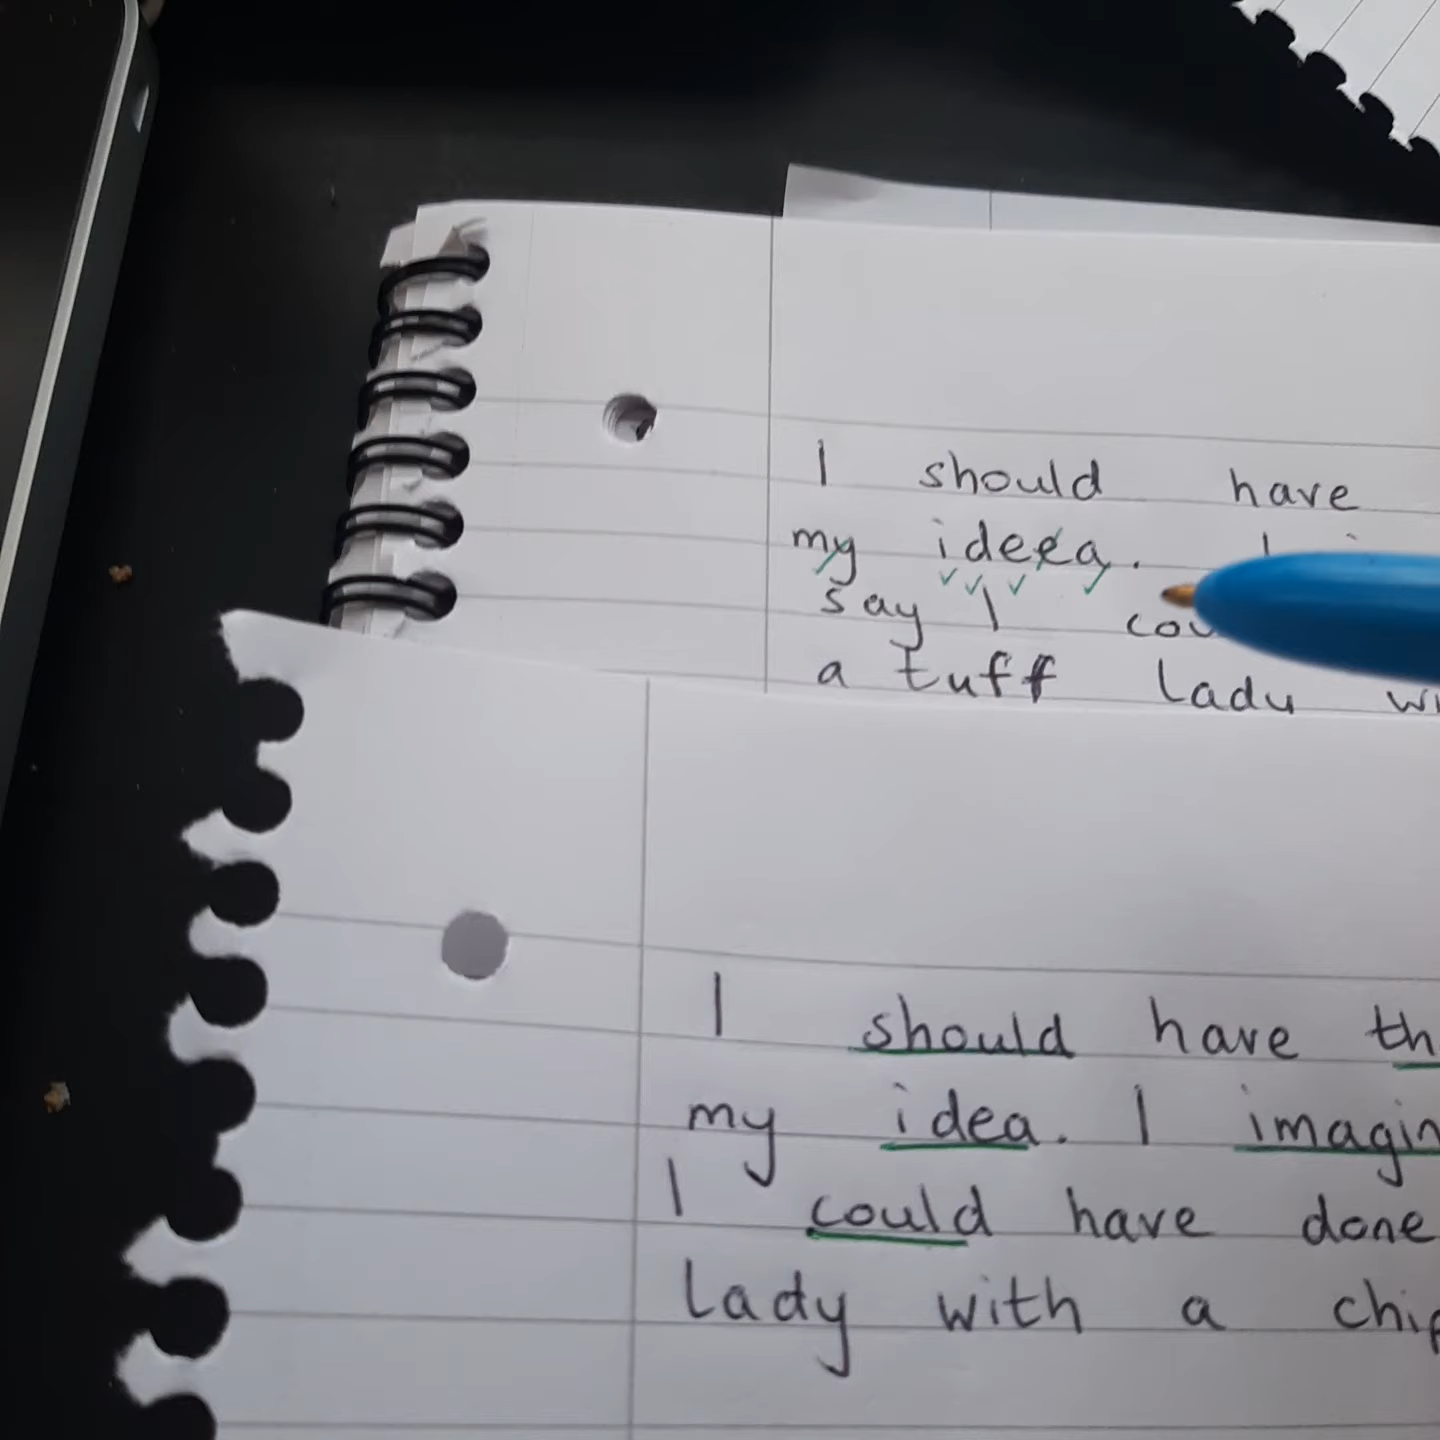 I should have
my ideea.
say I
a tuff lady
I should have
my idea. I
I could have done
lady with a